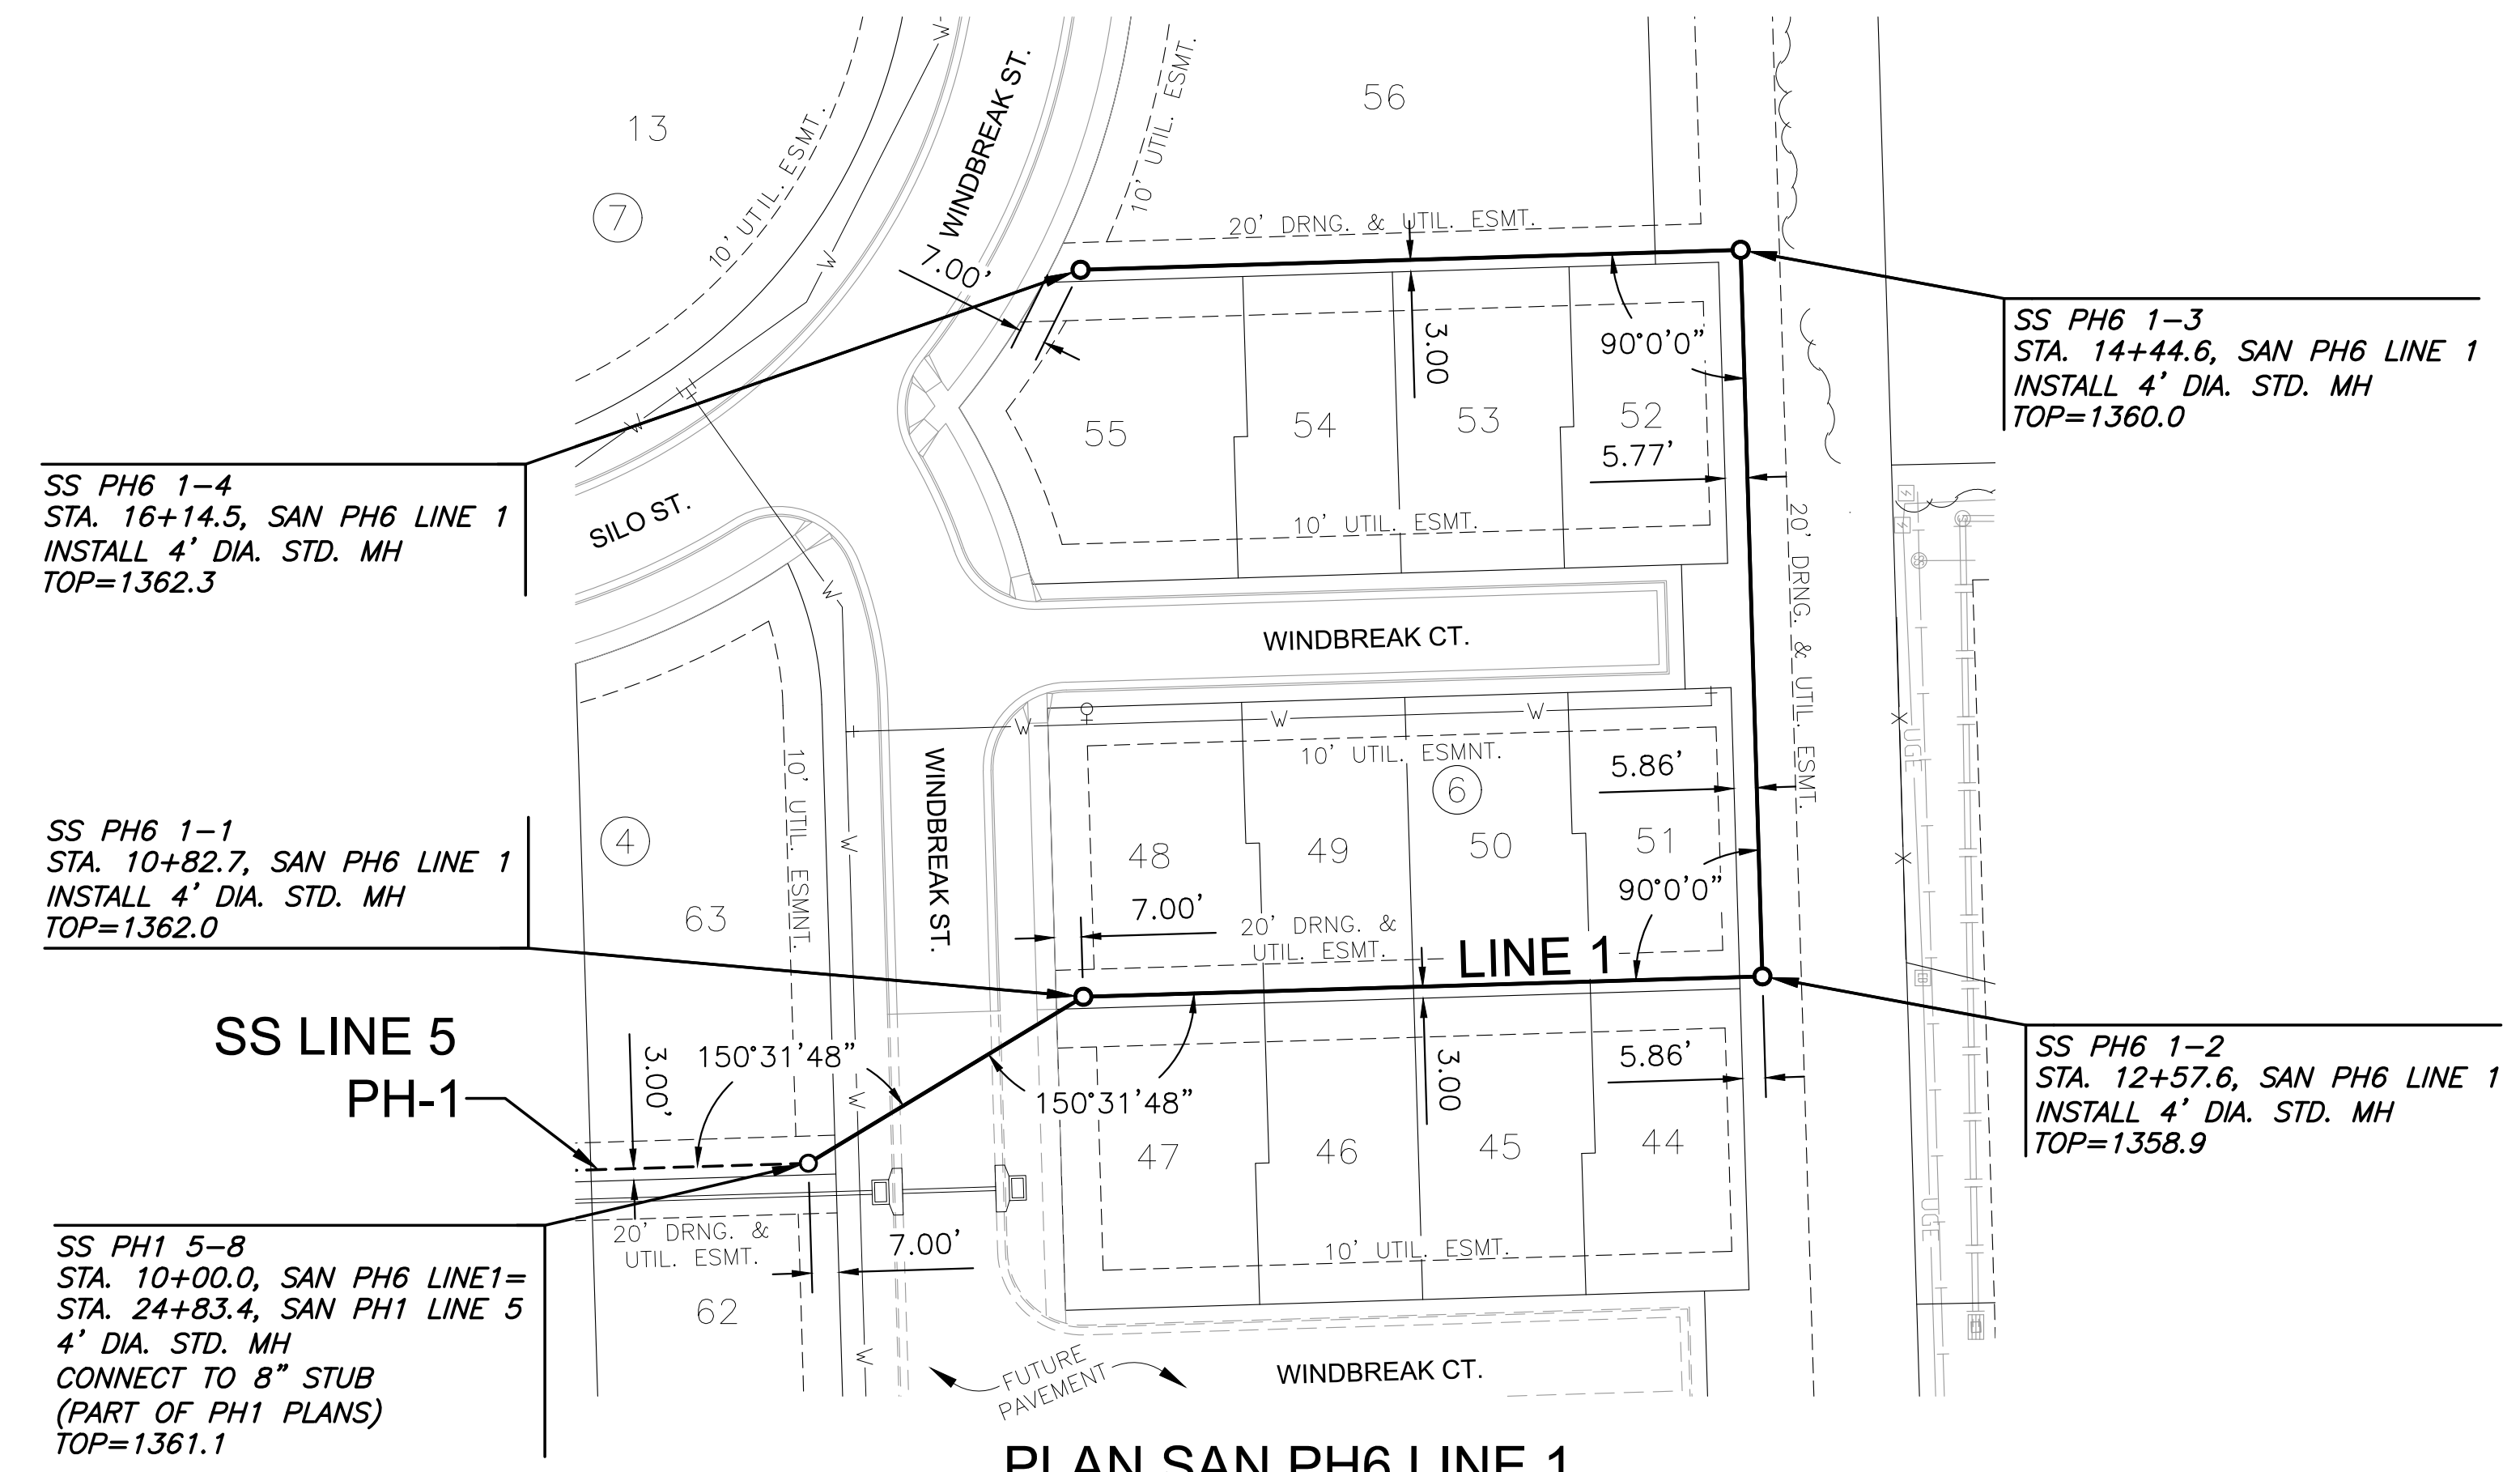 WINDBREAK ST.
10' UTIL. ESMT.
10' UTIL. ESMT.
56
13
7
W
W
W
20' DRNG. & UTIL. ESMT.
7.00'
3.00
90°0'0"
SS PH6 1-3
STA. 14+44.6, SAN PH6 LINE 1
INSTALL 4' DIA. STD. MH
TOP=1360.0
55
54
53
52
5.77'
10' UTIL. ESMT.
SS PH6 1-4
STA. 16+14.5, SAN PH6 LINE 1
INSTALL 4' DIA. STD. MH
TOP=1362.3
SILO ST.
20' DRNG. & UTIL. ESMT.
W
WINDBREAK CT.
W
W
W
10' UTIL. ESMNT.
6
5.86'
UGE
WINDBREAK ST.
10' UTIL. ESMNT.
W
SS PH6 1-1
STA. 10+82.7, SAN PH6 LINE 1
INSTALL 4' DIA. STD. MH
TOP=1362.0
4
63
48
49
50
51
90°0'0"
7.00'
20' DRNG. &
UTIL. ESMT.
LINE 1
SS LINE 5
PH-1
3.00'
150°31'48"
150°31'48"
W
3.00
5.86'
SS PH6 1-2
STA. 12+57.6, SAN PH6 LINE 1
INSTALL 4' DIA. STD. MH
TOP=1358.9
47
46
45
44
UGE
20' DRNG. &
UTIL. ESMT.
7.00'
10' UTIL. ESMT.
62
W
SS PH1 5-8
STA. 10+00.0, SAN PH6 LINE1=
STA. 24+83.4, SAN PH1 LINE 5
4' DIA. STD. MH
CONNECT TO 8" STUB
(PART OF PH1 PLANS)
TOP=1361.1
FUTURE
PAVEMENT
WINDBREAK CT.
PLAN SAN PH6 LINE 1